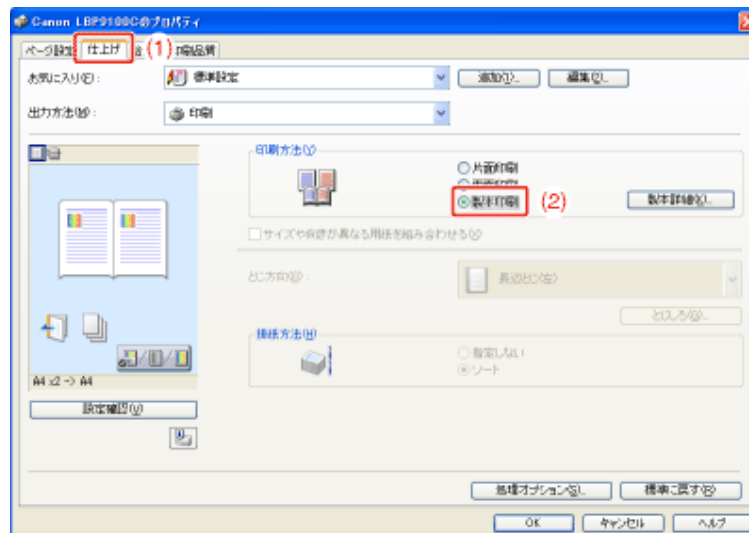 Canon LBP9100Cのプロパティ
ページ設定 仕上げ (1) 印刷品質
お気に入り(F): 標準設定 追加(1)... 編集(2)...
出力方法(M): 印刷
印刷方法(Y)
片面印刷
両面印刷
製本印刷 (2) 製本詳細(K)...
サイズや向きが異なる用紙を組み合わせる(9)
とじ方向(B): 長辺とじ(左)
とじしろ(G)...
排紙方法(H)
指定しない
ソート
A4 x2 -> A4
設定確認(V)
処理オプション(S)... 標準に戻す(R)
OK キャンセル ヘルプ